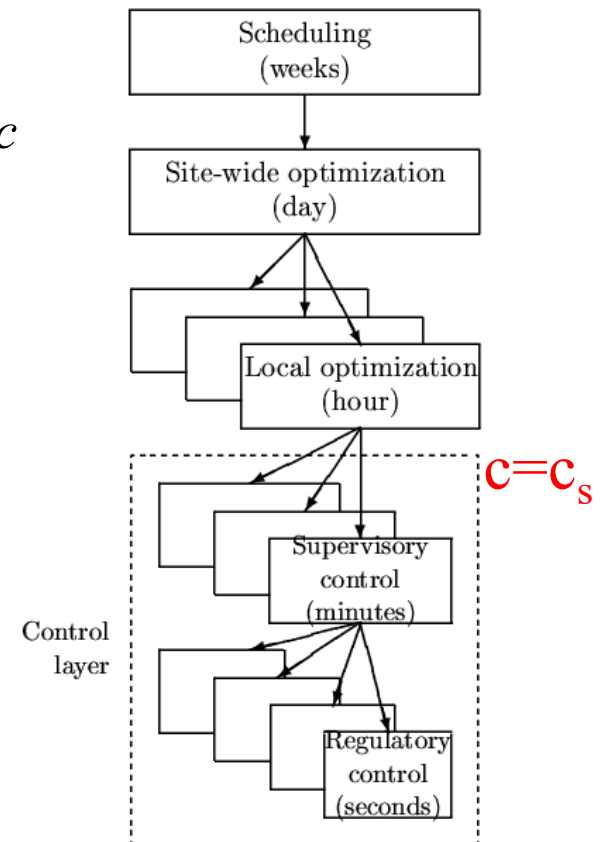 Scheduling
(weeks)
c
Site-wide optimization
(day)
Local optimization
(hour)
c=cₛ
Supervisory
control
(minutes)
Control
layer
Regulatory
control
(seconds)